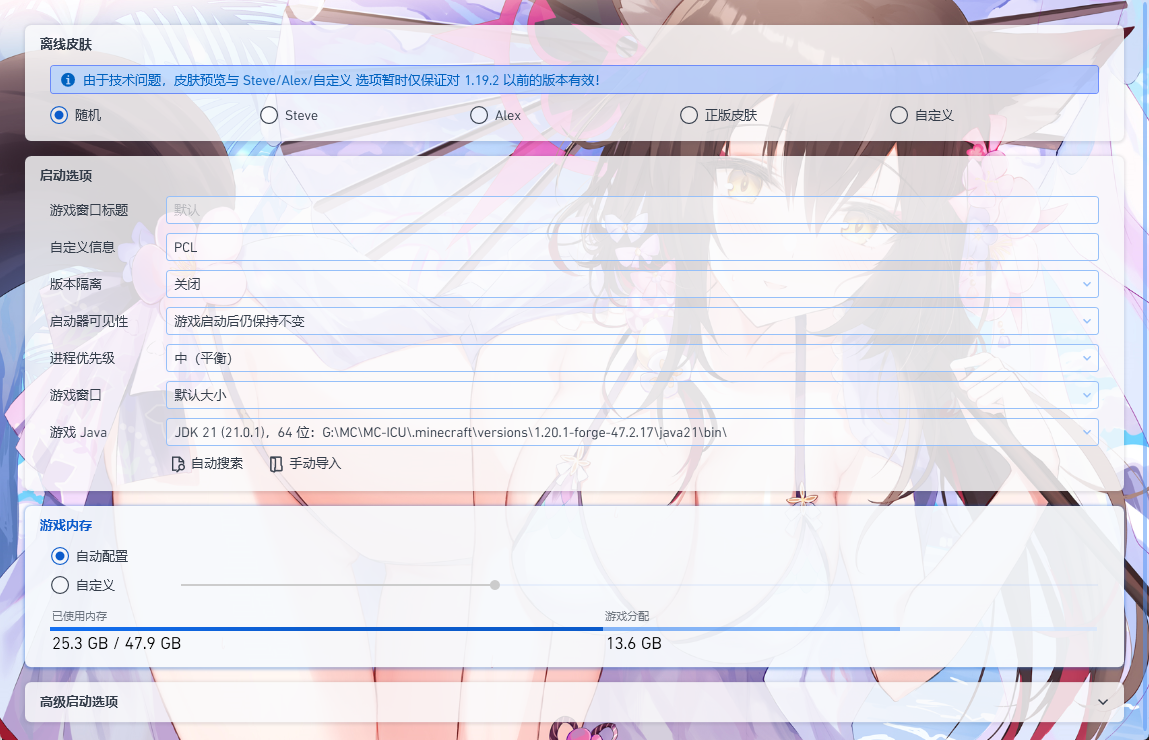 离线皮肤
由于技术问题，皮肤预览与 Steve/Alex/自定义 选项暂时仅保证对 1.19.2 以前的版本有效！
随机 Steve Alex 正版皮肤 自定义
启动选项
游戏窗口标题 默认
自定义信息 PCL
版本隔离 关闭
启动器可见性 游戏启动后仍保持不变
进程优先级 中（平衡）
游戏窗口 默认大小
游戏 Java JDK 21 (21.0.1)，64 位：G:\MC\MC-ICU\.minecraft\versions\1.20.1-forge-47.2.17\java21\bin\
自动搜索 手动导入
游戏内存
自动配置
自定义
已使用内存 游戏分配
25.3 GB / 47.9 GB 13.6 GB
高级启动选项